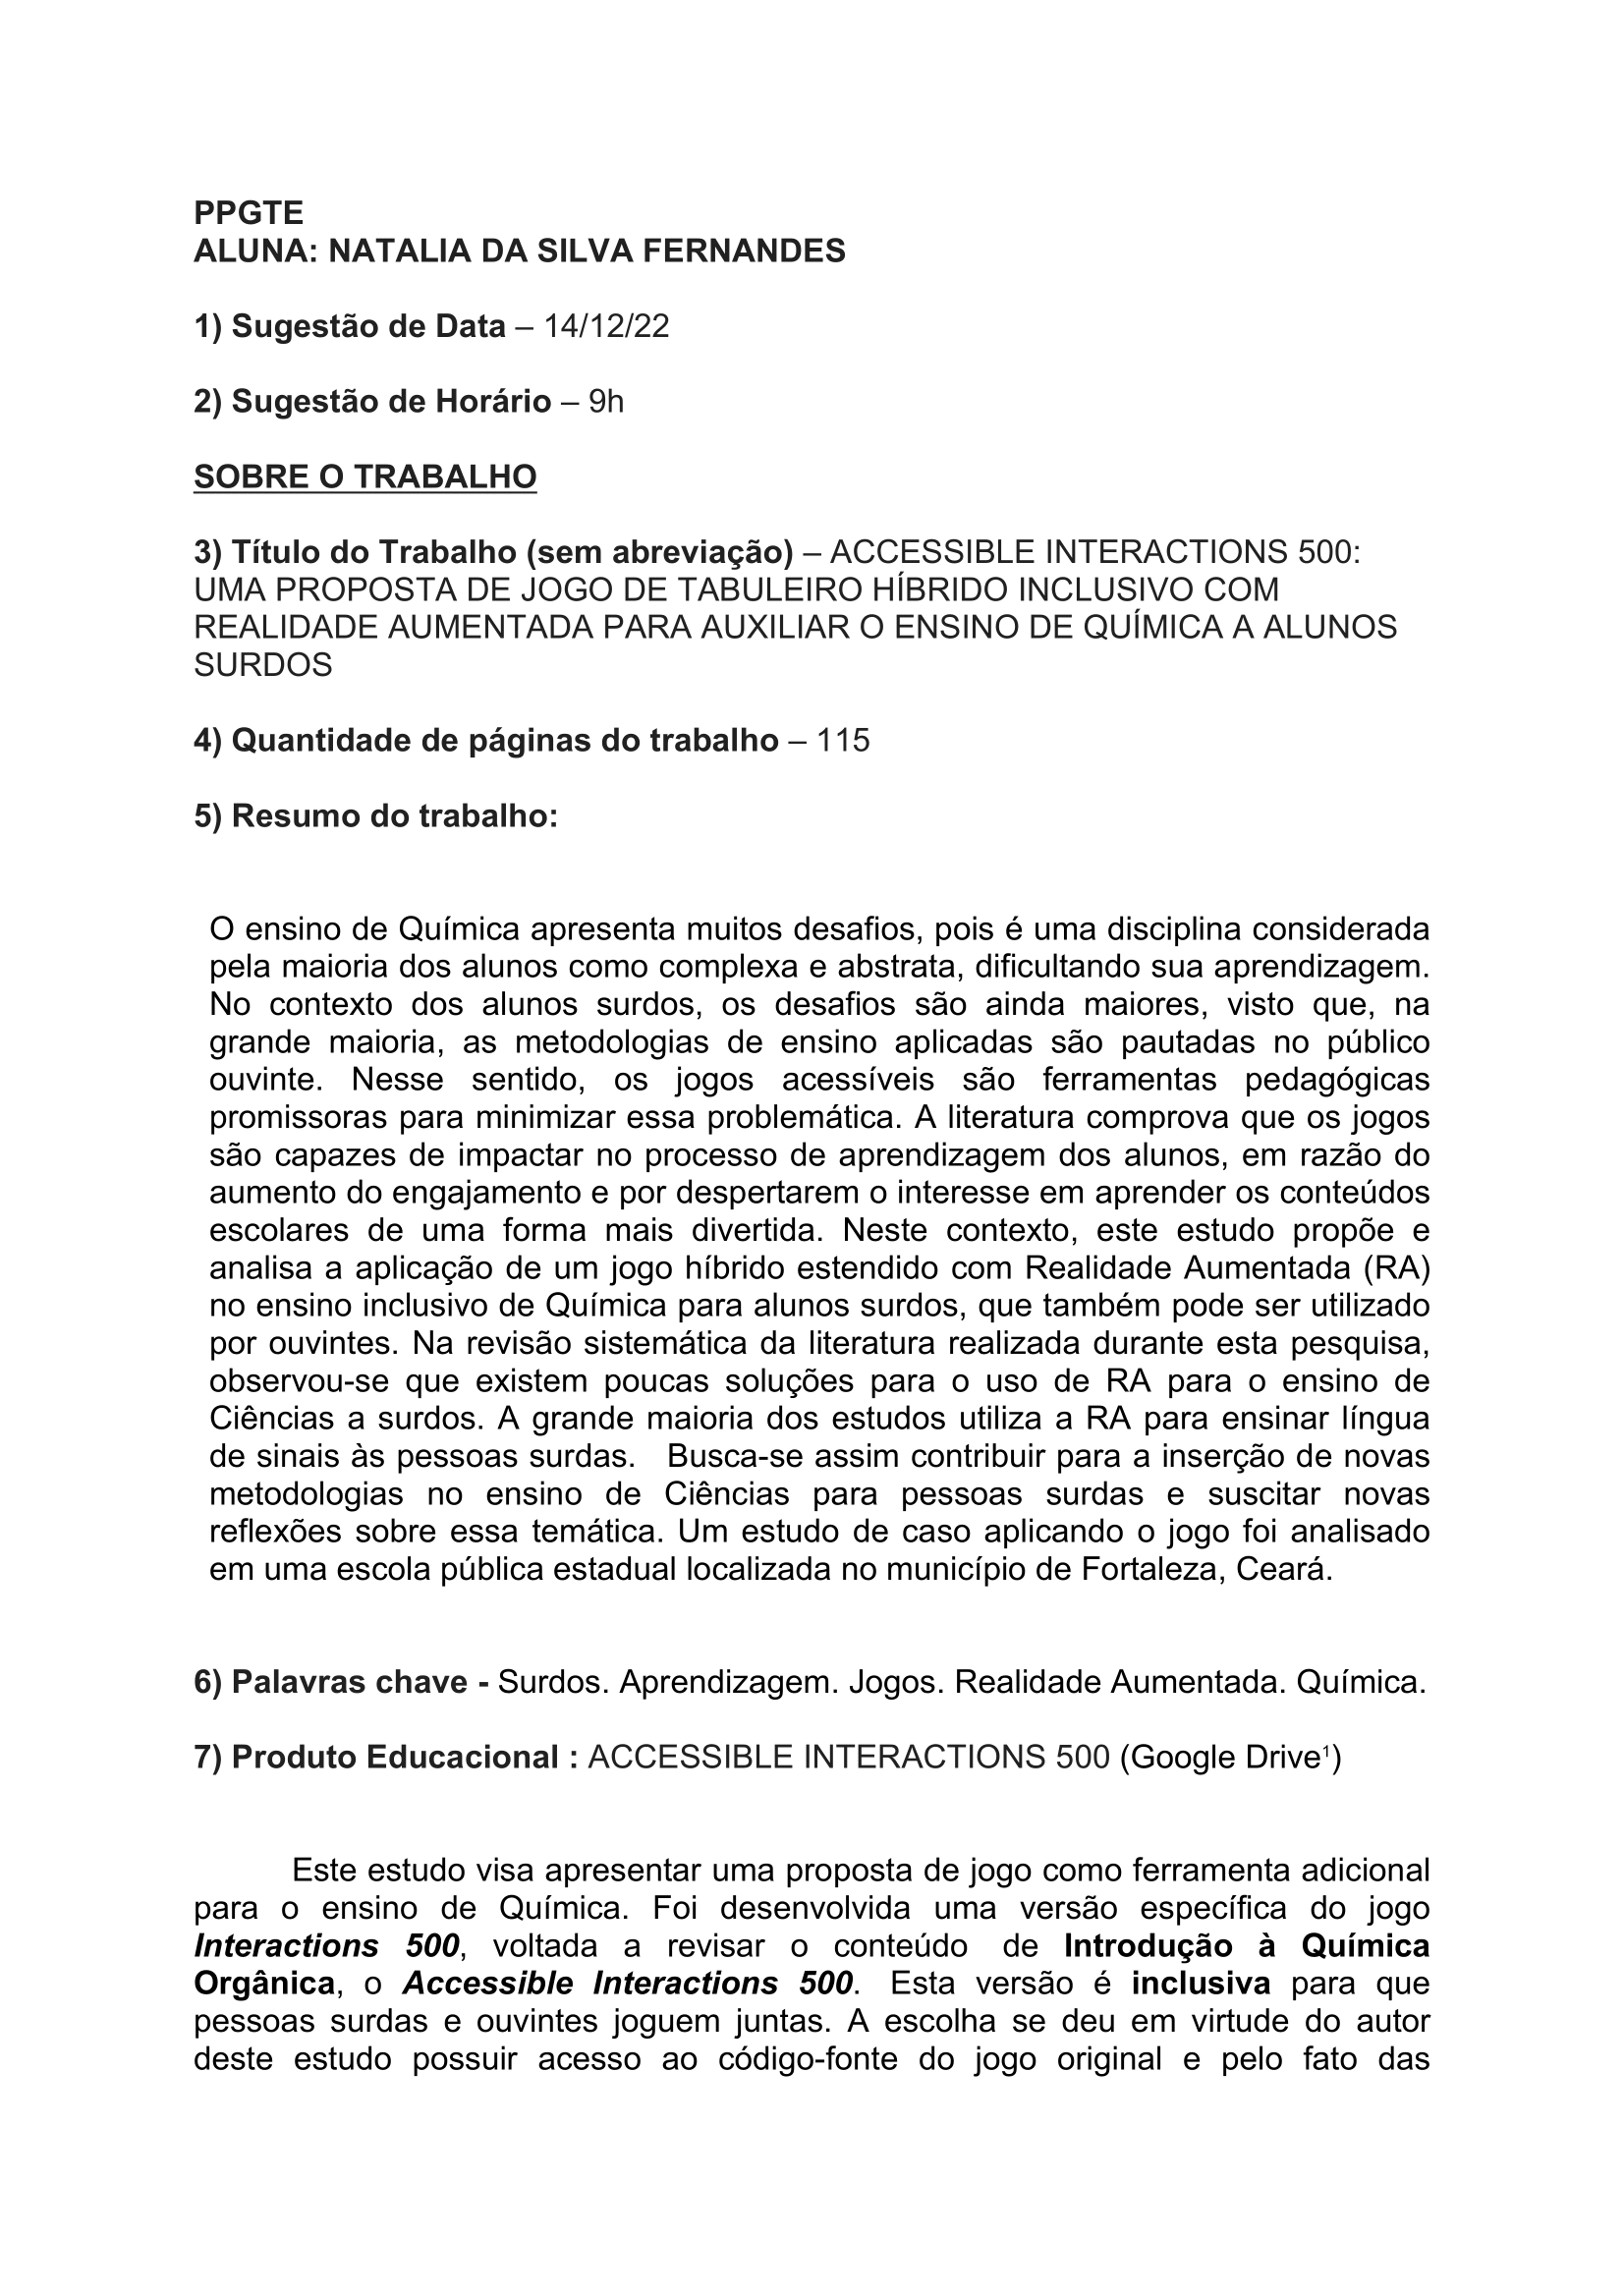 PPGTE
ALUNA: NATALIA DA SILVA FERNANDES
1) Sugestão de Data – 14/12/22
2) Sugestão de Horário – 9h
SOBRE O TRABALHO
3) Título do Trabalho (sem abreviação) – ACCESSIBLE INTERACTIONS 500:
UMA PROPOSTA DE JOGO DE TABULEIRO HÍBRIDO INCLUSIVO COM
REALIDADE AUMENTADA PARA AUXILIAR O ENSINO DE QUÍMICA A ALUNOS
SURDOS
4) Quantidade de páginas do trabalho – 115
5) Resumo do trabalho:
O ensino de Química apresenta muitos desafios, pois é uma disciplina considerada
pela maioria dos alunos como complexa e abstrata, dificultando sua aprendizagem.
No contexto dos alunos surdos, os desafios são ainda maiores, visto que, na
grande maioria, as metodologias de ensino aplicadas são pautadas no público
ouvinte. Nesse sentido, os jogos acessíveis são ferramentas pedagógicas
promissoras para minimizar essa problemática. A literatura comprova que os jogos
são capazes de impactar no processo de aprendizagem dos alunos, em razão do
aumento do engajamento e por despertarem o interesse em aprender os conteúdos
escolares de uma forma mais divertida. Neste contexto, este estudo propõe e
analisa a aplicação de um jogo híbrido estendido com Realidade Aumentada (RA)
no ensino inclusivo de Química para alunos surdos, que também pode ser utilizado
por ouvintes. Na revisão sistemática da literatura realizada durante esta pesquisa,
observou-se que existem poucas soluções para o uso de RA para o ensino de
Ciências a surdos. A grande maioria dos estudos utiliza a RA para ensinar língua
de sinais às pessoas surdas. Busca-se assim contribuir para a inserção de novas
metodologias no ensino de Ciências para pessoas surdas e suscitar novas
reflexões sobre essa temática. Um estudo de caso aplicando o jogo foi analisado
em uma escola pública estadual localizada no município de Fortaleza, Ceará.
6) Palavras chave - Surdos. Aprendizagem. Jogos. Realidade Aumentada. Química.
7) Produto Educacional : ACCESSIBLE INTERACTIONS 500 (Google Drive¹)
Este estudo visa apresentar uma proposta de jogo como ferramenta adicional
para o ensino de Química. Foi desenvolvida uma versão específica do jogo
Interactions 500, voltada a revisar o conteúdo de Introdução à Química
Orgânica, o Accessible Interactions 500. Esta versão é inclusiva para que
pessoas surdas e ouvintes joguem juntas. A escolha se deu em virtude do autor
deste estudo possuir acesso ao código-fonte do jogo original e pelo fato das